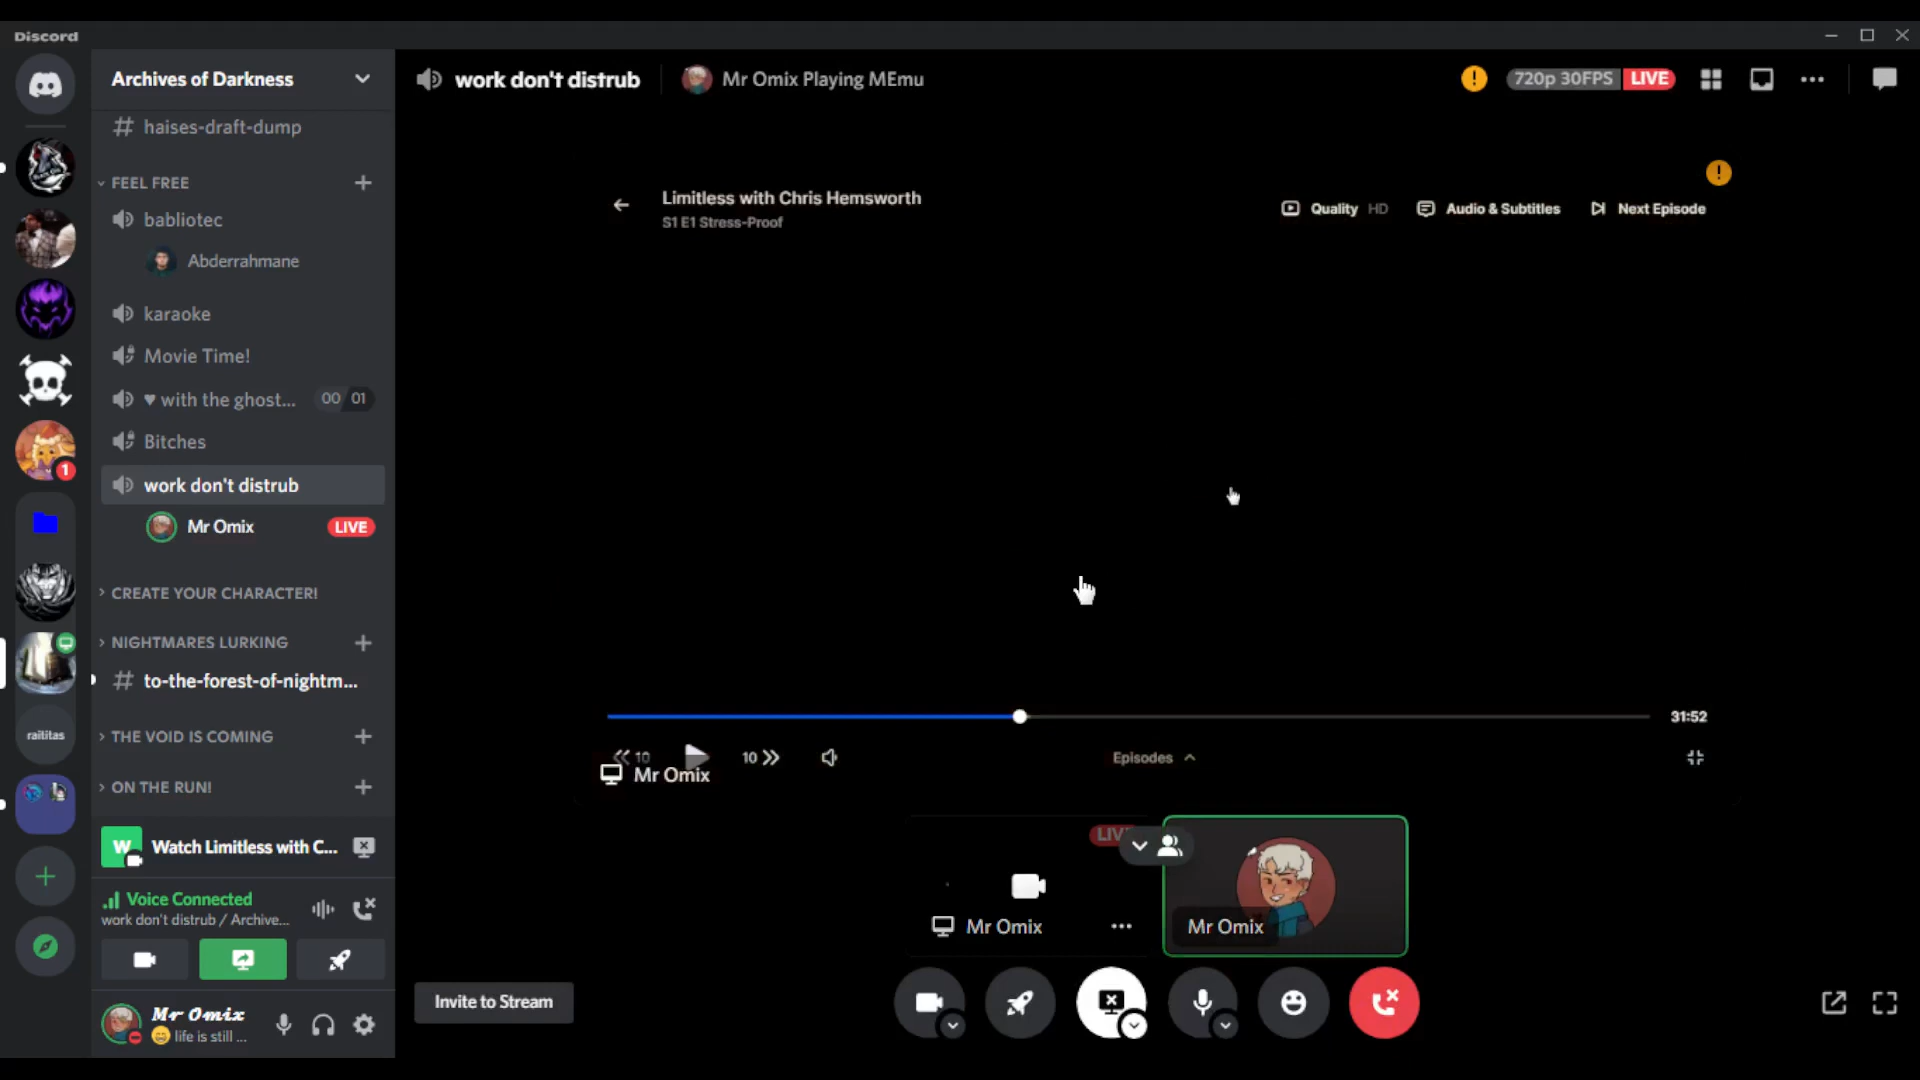 Discord
Archives of Darkness
haises-draft-dump
FEEL FREE
babliotec
Abderrahmane
karaoke
Movie Time!
♥ with the ghost...
00 01
Bitches
work don't distrub
Mr Omix
LIVE
CREATE YOUR CHARACTER!
NIGHTMARES LURKING
to-the-forest-of-nightm...
THE VOID IS COMING
ON THE RUN!
1
raititas
W
Watch Limitless with C...
Voice Connected
work don't distrub / Archive...
Mr Omix
life is still ...
work don't distrub
Mr Omix Playing MEmu
720p 30FPS LIVE
Limitless with Chris Hemsworth
S1 E1 Stress-Proof
Quality HD
Audio & Subtitles
Next Episode
31:52
10
10
Episodes
Mr Omix
LIVE
Mr Omix
Mr Omix
Invite to Stream